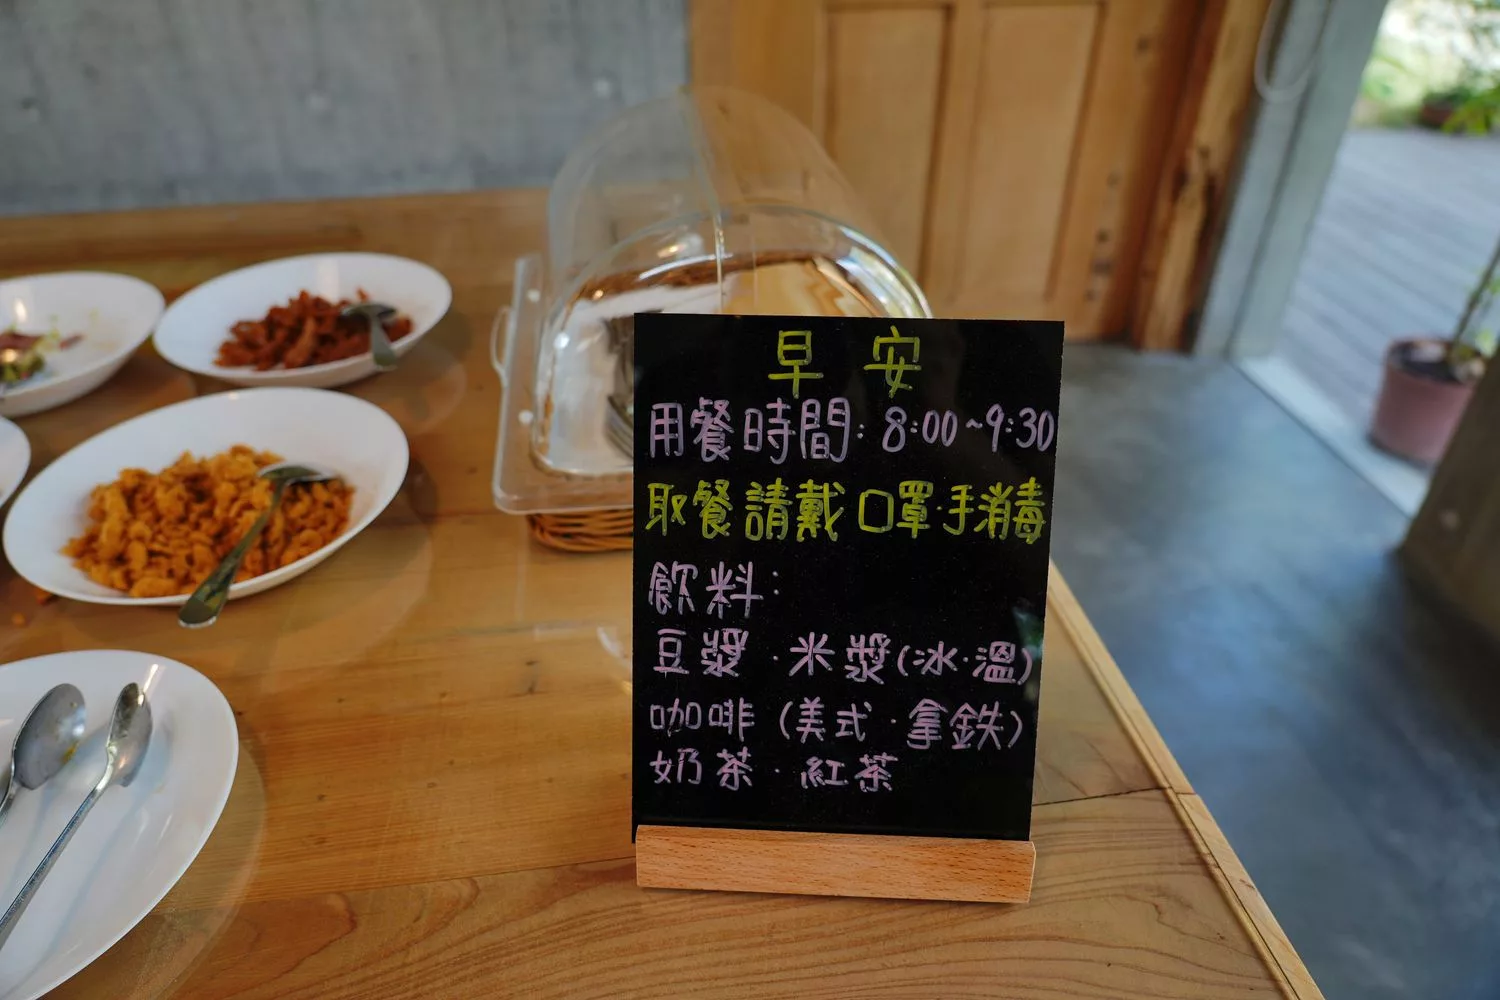 早安
用餐時間: 8:00~9:30
取餐請戴口罩·手消毒
飲料:
豆漿·米漿(冰·溫)
咖啡(美式·拿鉄)
奶茶·紅茶